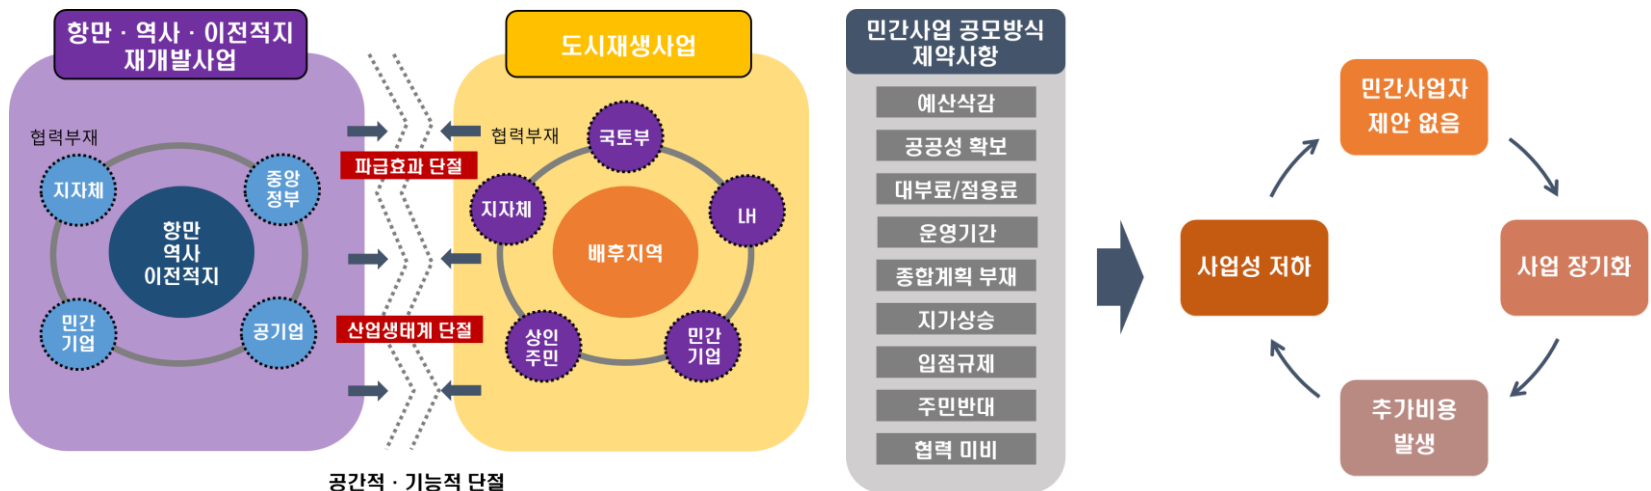 항만 · 역사 · 이전적지
재개발사업
협력부재
지자체
중앙
정부
항만
역사
이전적지
민간
기업
공기업
파급효과 단절
산업생태계 단절
공간적 · 기능적 단절
도시재생사업
협력부재
국토부
지자체
LH
배후지역
상인
주민
민간
기업
민간사업 공모방식
제약사항
예산삭감
공공성 확보
대부료/점용료
운영기간
종합계획 부재
지가상승
입점규제
주민반대
협력 미비
민간사업자
제안 없음
사업성 저하
사업 장기화
추가비용
발생